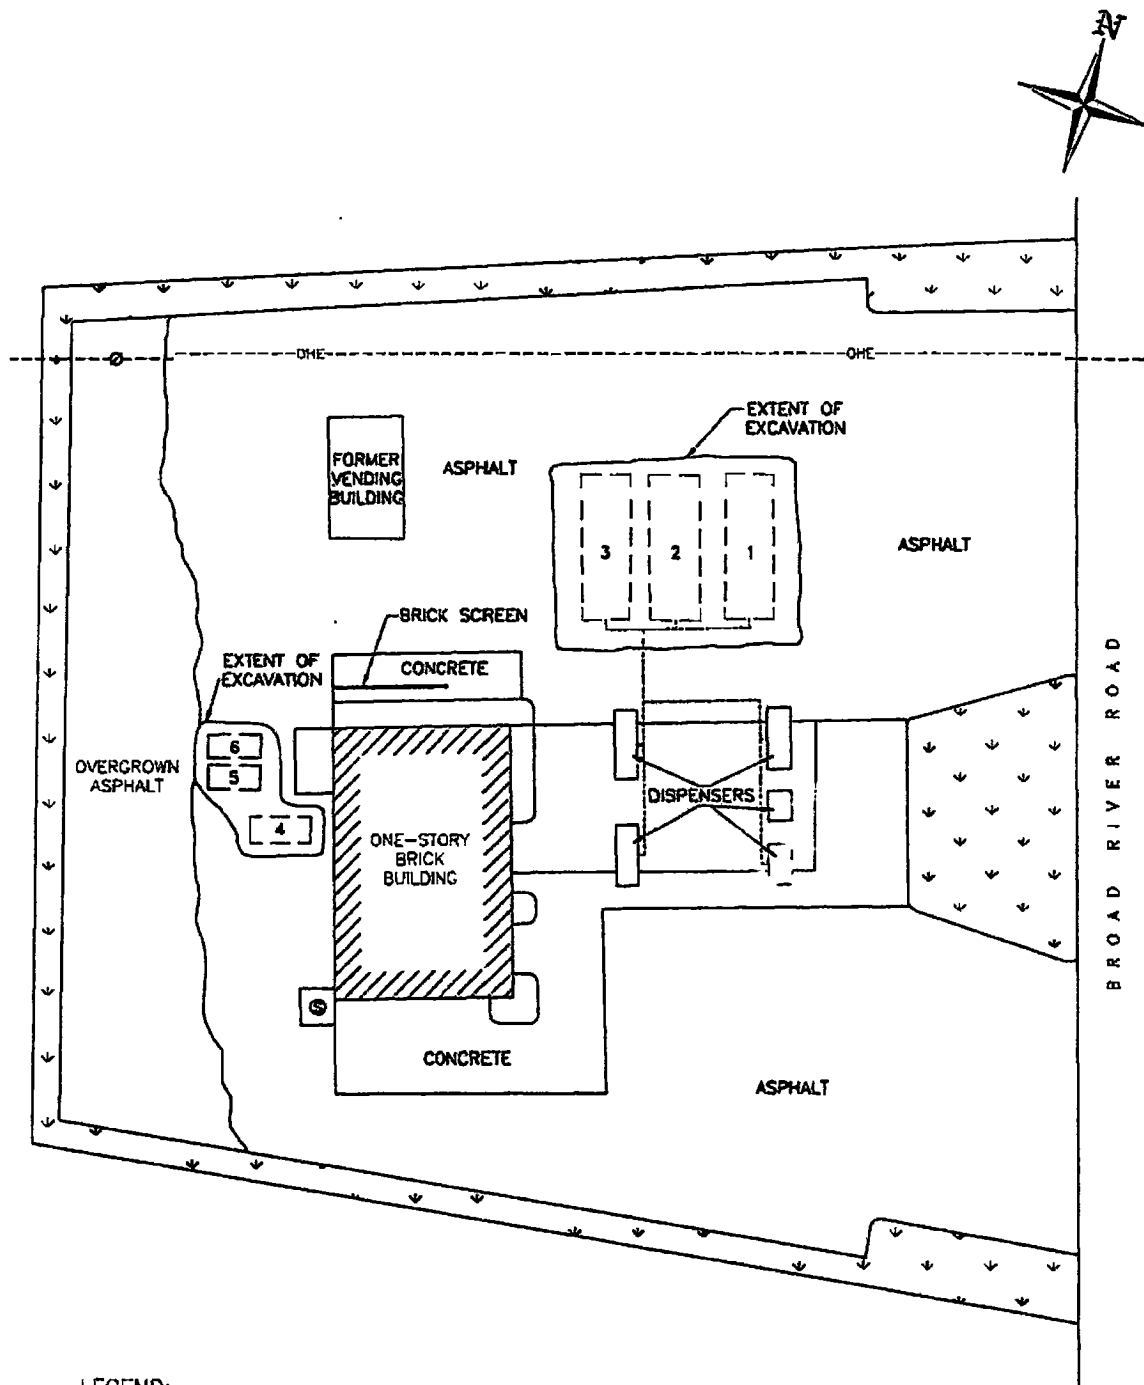 N
OHE
OHE
EXTENT OF
EXCAVATION
FORMER
VENDING
BUILDING
ASPHALT
3
2
1
ASPHALT
BRICK SCREEN
EXTENT OF
EXCAVATION
CONCRETE
6
5
OVERGROWN
ASPHALT
4
DISPENSERS
ONE-STORY
BRICK
BUILDING
BROAD RIVER ROAD
S
CONCRETE
ASPHALT
LEGEND: